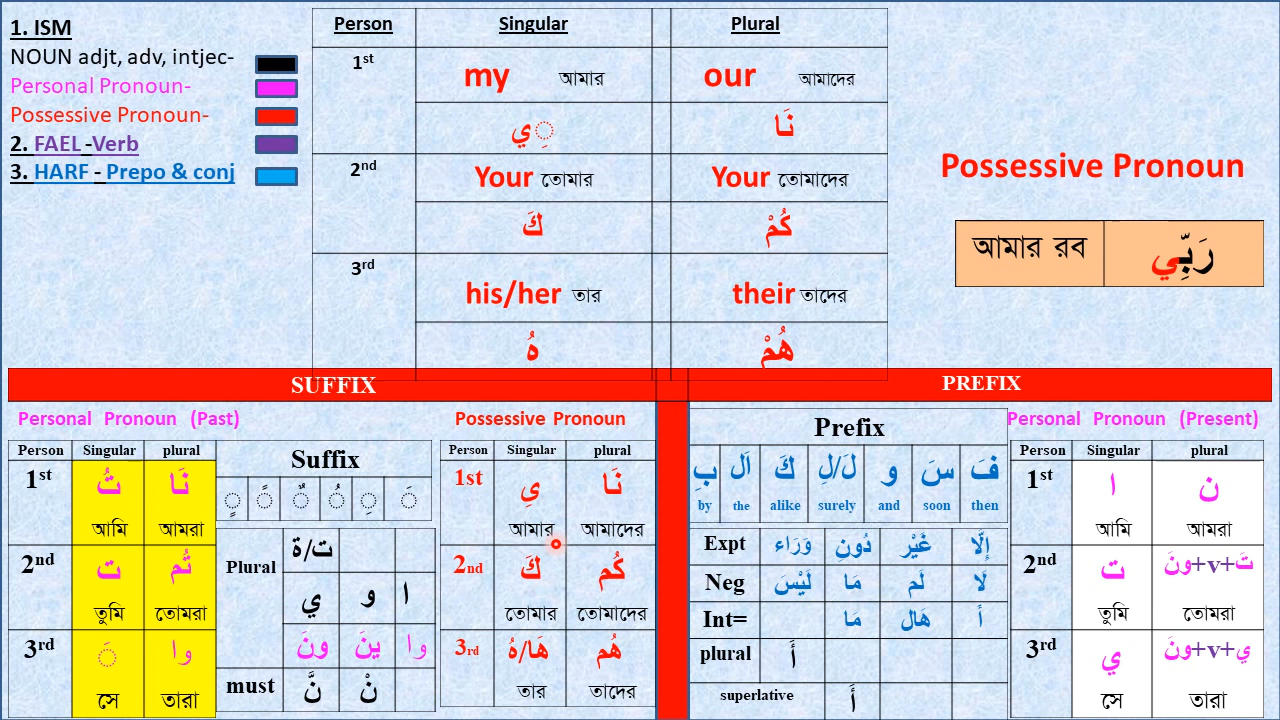 1. ISM
NOUN adjt, adv, intjec-
Personal Pronoun-
Possessive Pronoun-
2. FAEL -Verb
3. HARF - Prepo & conj
Person Singular Plural
1st my আমার our আমাদের
ِي نَا
2nd Your তোমার Your তোমাদের
كَ كُمْ
3rd his/her তার their তাদের
هُ هُمْ
Possessive Pronoun
আমার রব رَبِّي
SUFFIX
PREFIX
Personal Pronoun (Past)
Person Singular plural
1st تُ نَا
আমি আমরা
2nd ت تُم
তুমি তোমরা
3rd َ وا
সে তারা
Suffix
ٍ ً ٌ ُ ِ َ
Plural ت/ة
ي و ا
ونَ ينَ وا
must نَّ نْ
Possessive Pronoun
Person Singular plural
1st ىِ نَا
আমার আমাদের
2nd كَ كُم
তোমার তোমাদের
3rd هَا/هُ هُم
তার তাদের
Prefix
بِ اَل كَ لَ/لِ و سَ فَ
by the alike surely and soon then
Expt وَرَاء دُونِ غَيْر إِلَّا
Neg لَيْسَ مَا لَم لَا
Int= مَا هَال أَ
plural أَ
superlative أَ
Personal Pronoun (Present)
Person Singular plural
1st ا ن
আমি আমরা
2nd ت تَ+v+ونَ
তুমি তোমরা
3rd ي ي+v+ونَ
সে তারা